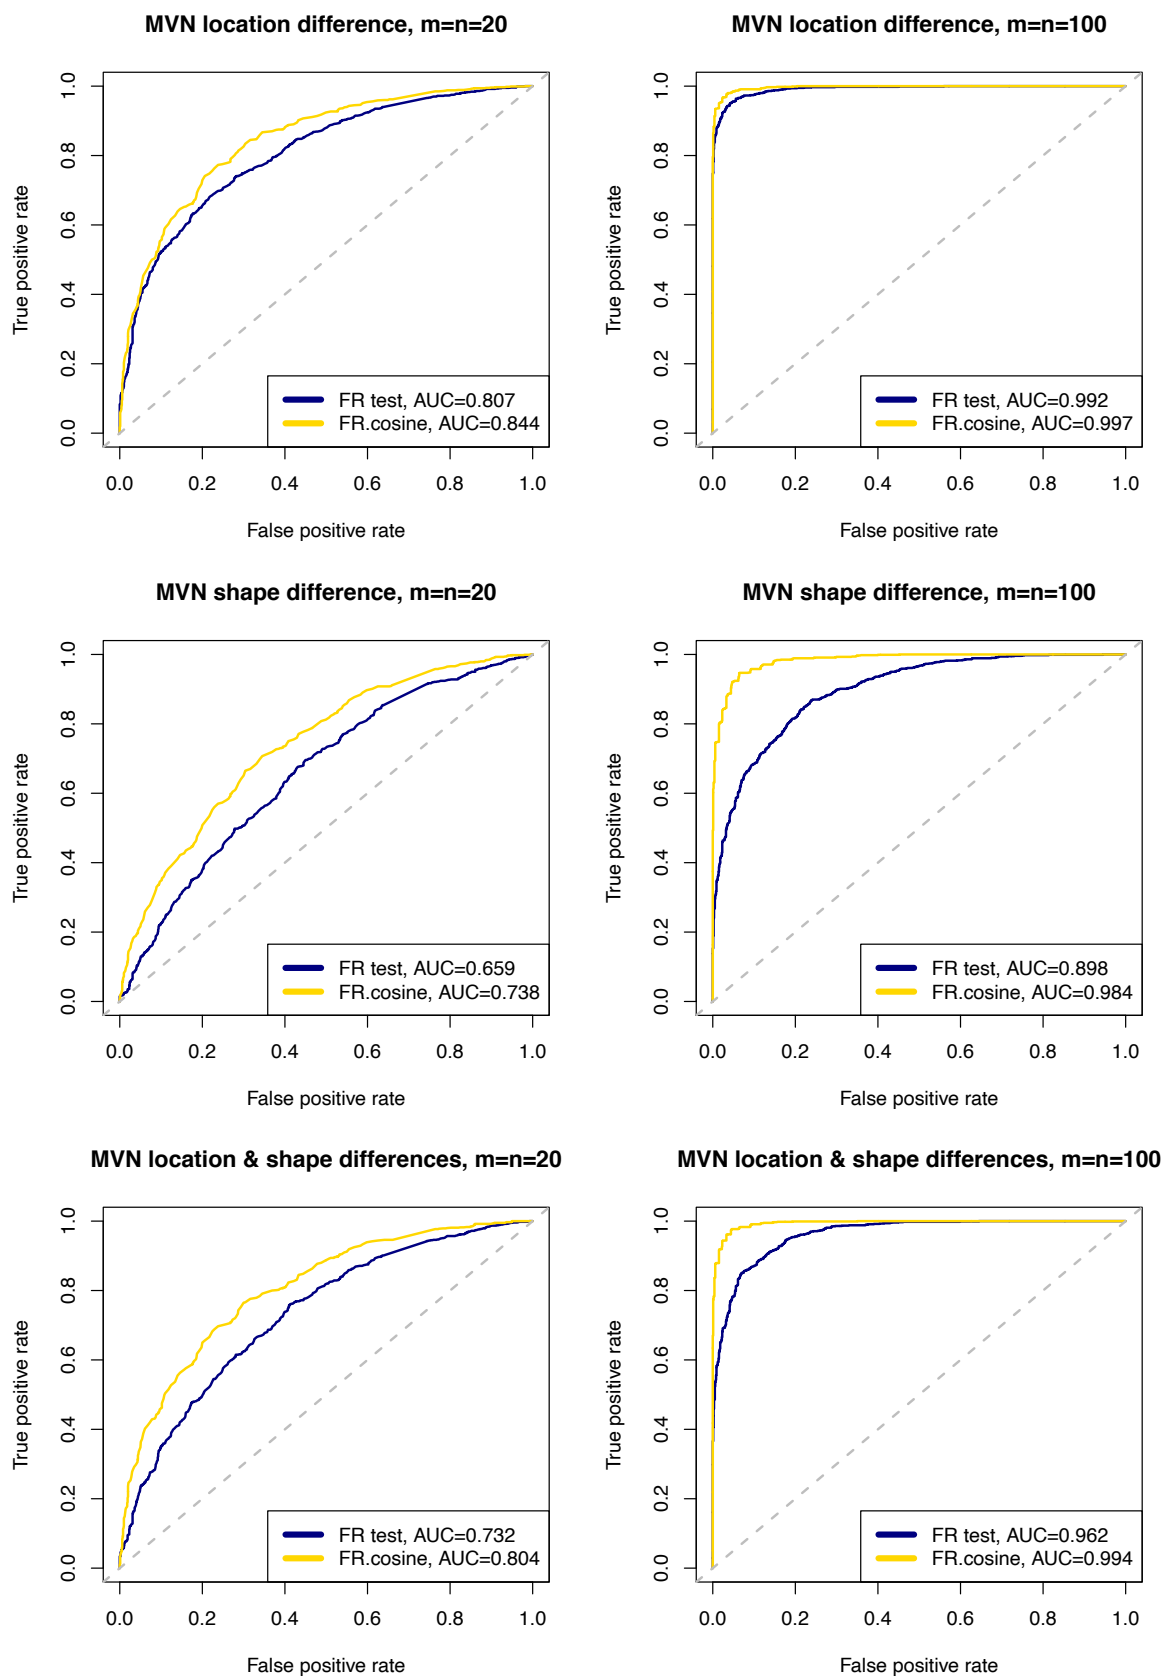 MVN location difference, m=n=20
True positive rate
0.0 0.2 0.4 0.6 0.8 1.0
FR test, AUC=0.807
FR.cosine, AUC=0.844
0.0 0.2 0.4 0.6 0.8 1.0
False positive rate
MVN location difference, m=n=100
True positive rate
0.0 0.2 0.4 0.6 0.8 1.0
FR test, AUC=0.992
FR.cosine, AUC=0.997
0.0 0.2 0.4 0.6 0.8 1.0
False positive rate
MVN shape difference, m=n=20
True positive rate
0.0 0.2 0.4 0.6 0.8 1.0
FR test, AUC=0.659
FR.cosine, AUC=0.738
0.0 0.2 0.4 0.6 0.8 1.0
False positive rate
MVN shape difference, m=n=100
True positive rate
0.0 0.2 0.4 0.6 0.8 1.0
FR test, AUC=0.898
FR.cosine, AUC=0.984
0.0 0.2 0.4 0.6 0.8 1.0
False positive rate
MVN location & shape differences, m=n=20
True positive rate
0.0 0.2 0.4 0.6 0.8 1.0
FR test, AUC=0.732
FR.cosine, AUC=0.804
0.0 0.2 0.4 0.6 0.8 1.0
False positive rate
MVN location & shape differences, m=n=100
True positive rate
0.0 0.2 0.4 0.6 0.8 1.0
FR test, AUC=0.962
FR.cosine, AUC=0.994
0.0 0.2 0.4 0.6 0.8 1.0
False positive rate